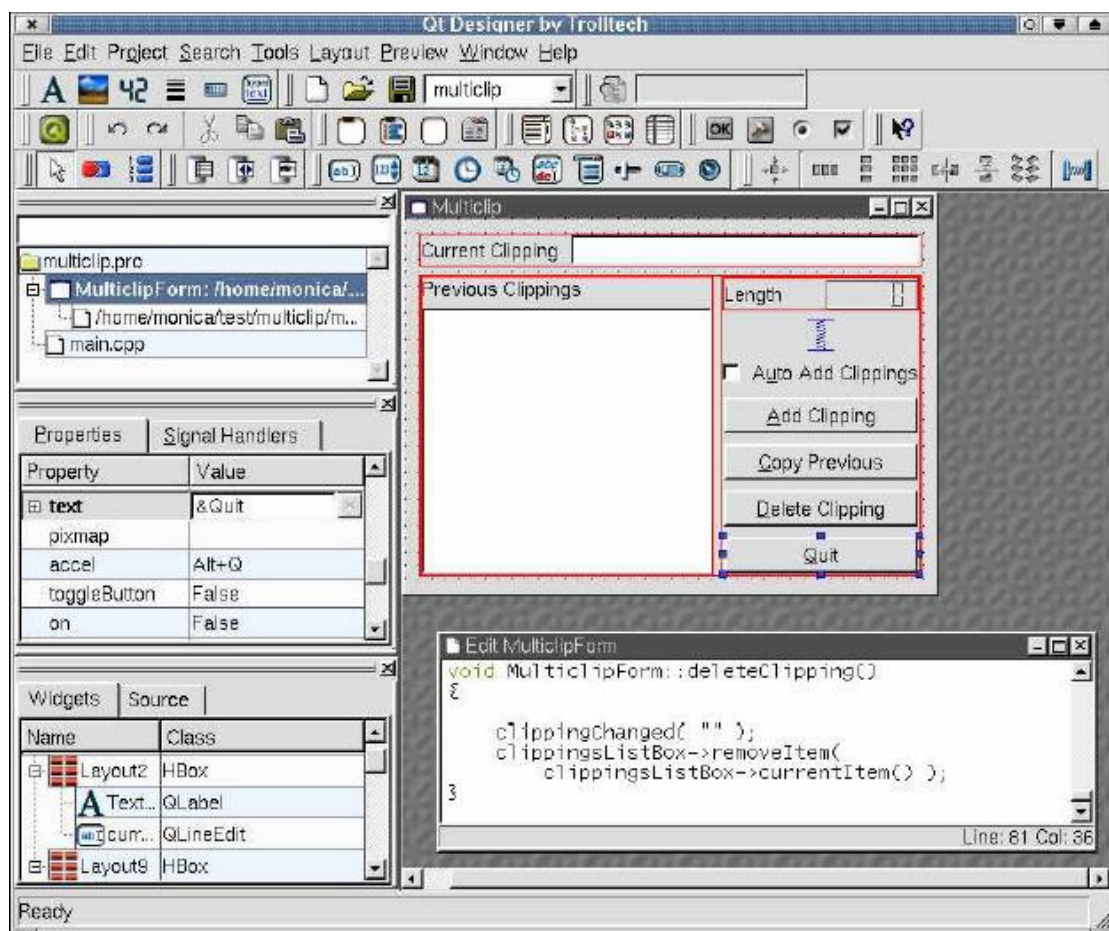 Qt Designer by Trolltech
File Edit Project Search Tools Layout Preview Window Help
multiclip
OK
multiclip.pro
MulticlipForm: /home/monica/...
/home/monica/test/multiclip/m...
main.cpp
Properties Signal Handlers
Property Value
text &Quit
pixmap
accel Alt+Q
toggleButton False
on False
Widgets Source
Name Class
Layout2 HBox
Text... QLabel
curr... QLineEdit
Layout9 HBox
Multiclip
Current Clipping
Previous Clippings
Length
Auto Add Clippings
Add Clipping
Copy Previous
Delete Clipping
Quit
Edit MulticlipForm
void MulticlipForm::deleteClipping()
{
clippingChanged( "" );
clippingsListBox->removeItem(
clippingsListBox->currentItem() );
}
Line: 81 Col: 36
Ready